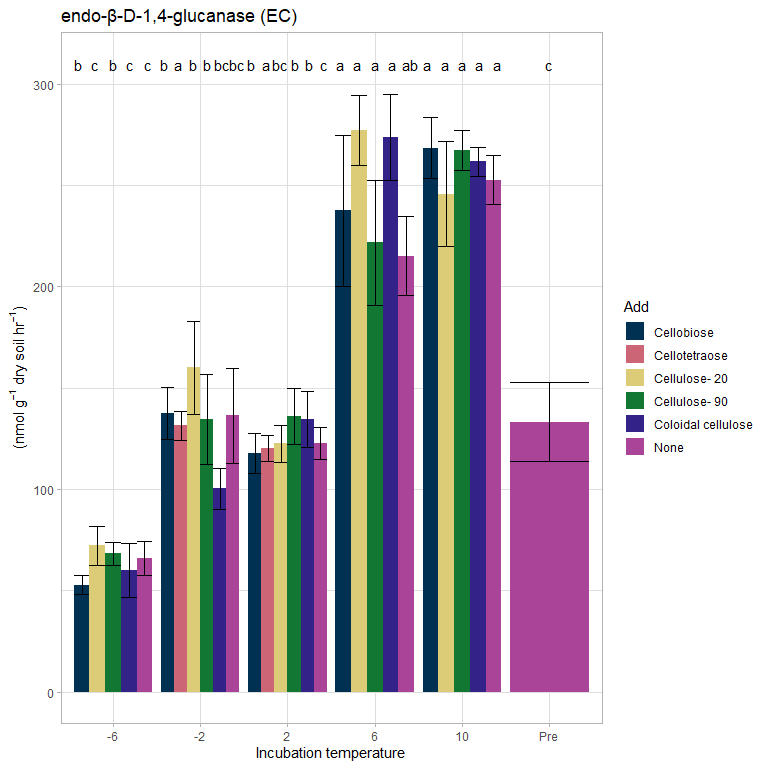 endo-β-D-1,4-glucanase (EC)
b c b c c b a b b bc bc b a bc b b c a a a a ab a a a a a c
300
200
100
0
(nmol g⁻¹ dry soil hr⁻¹)
-6 -2 2 6 10 Pre
Incubation temperature
Add
Cellobiose
Cellotetraose
Cellulose- 20
Cellulose- 90
Coloidal cellulose
None